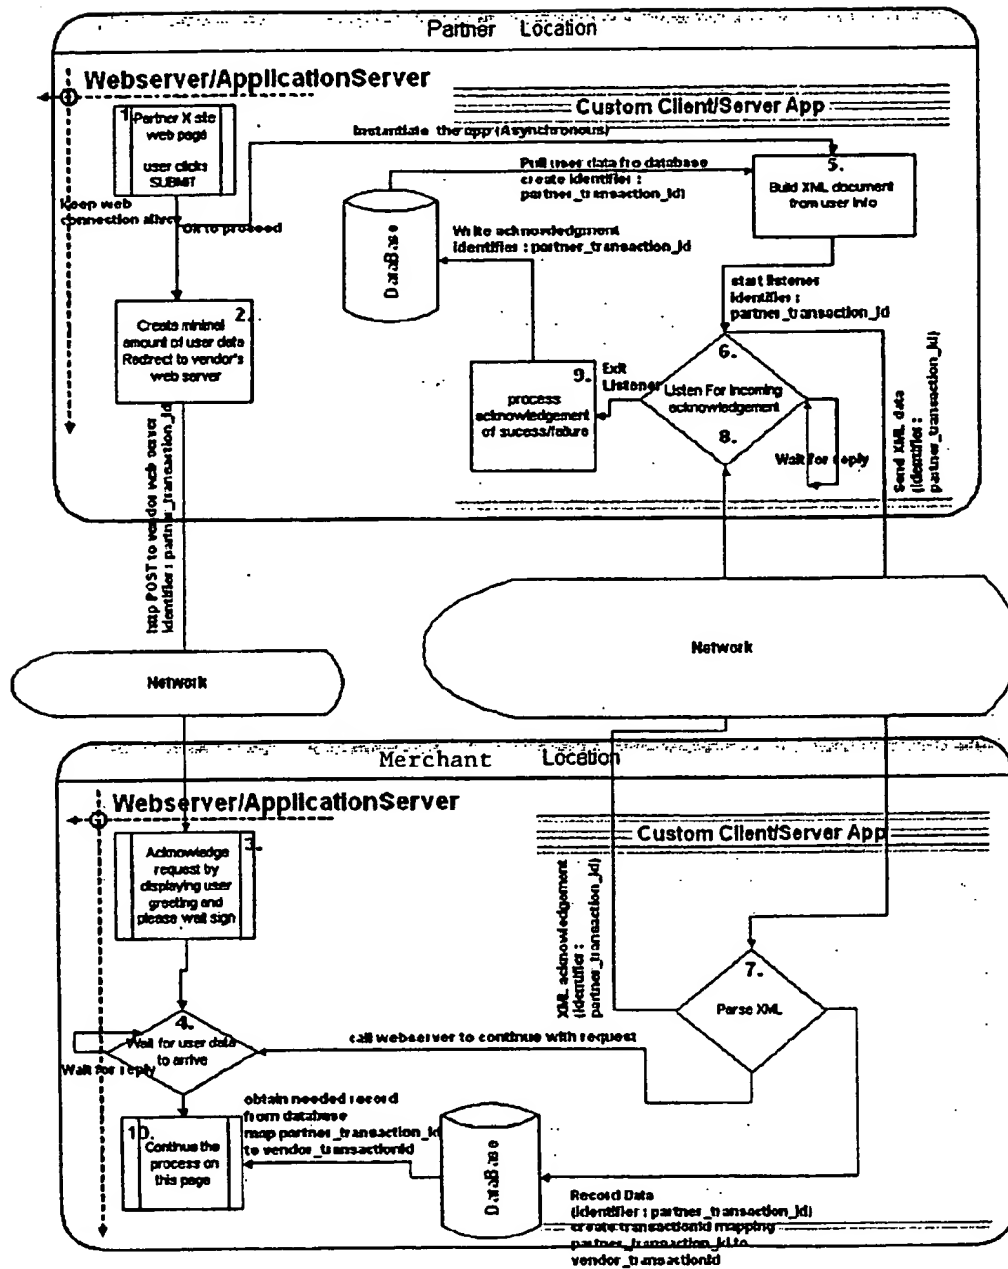 Partner Location
Webserver/ApplicationServer
Custom Client/Server App
1.
Partner X site
web page
user clicks
SUBMIT
Instantiate the app (Asynchronous)
Keep web
connection alive
Ok to proceed
Pull user data fro database
create identifier :
partner_transaction_id)
5.
Build XML document
from user info
DataBase
Write acknowledgment
identifier : partner_transaction_id
start listener
identifier :
partner_transaction_id
2.
Create minimal
amount of user data
Redirect to vendor's
web server
9.
process
acknowledgement
of sucess/failure
Exit
Listener
6.
Listen For incoming
acknowledgement
8.
Wait for reply
Send XML data
(identifier :
partner_transaction_id)
http POST to vendor web server
identifier : partner_transaction_id
Network
Network
Merchant Location
Webserver/ApplicationServer
Custom Client/Server App
3.
Acknowledge
request by
displaying user
greeting and
please wait sign
XML acknowledgement
(identifier :
partner_transaction_id)
7.
Parse XML
4.
Wait for user data
to arrive
Wait for reply
call webserver to continue with request
10.
Continue the
process on
this page
obtain needed record
from database
map partner_transaction_id
to vendor_transactionId
DataBase
Record Data
(identifier : partner_transaction_id)
create transactionId mapping
partner_transaction_id to
vendor_transactionId